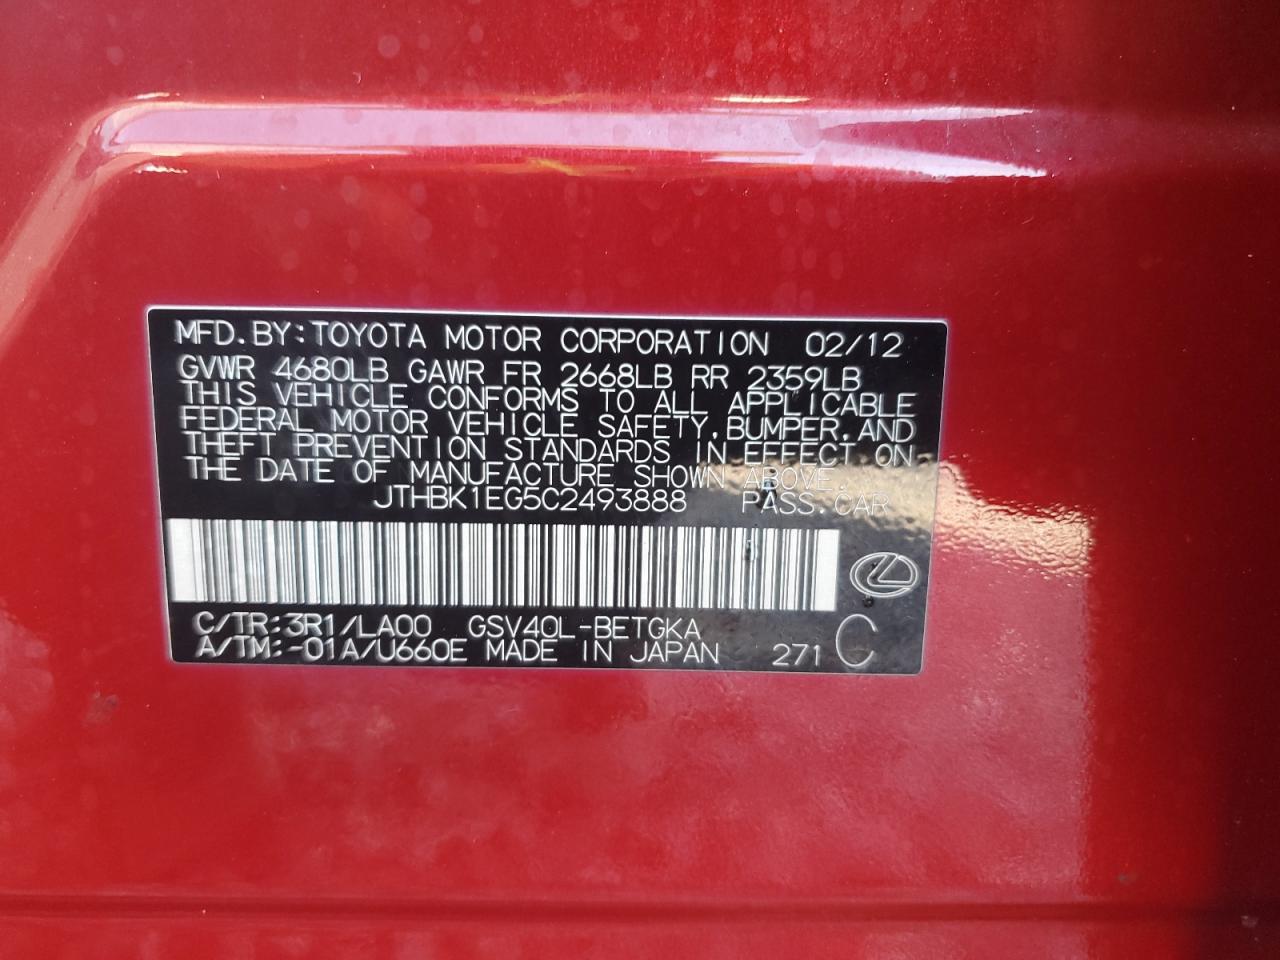 MFD.BY:TOYOTA MOTOR CORPORATION 02/12
GVWR 4680LB GAWR FR 2668LB RR 2359LB
THIS VEHICLE CONFORMS TO ALL APPLICABLE
FEDERAL MOTOR VEHICLE SAFETY,BUMPER,AND
THEFT PREVENTION STANDARDS IN EFFECT ON
THE DATE OF MANUFACTURE SHOWN ABOVE.
JTHBK1EG5C2493888 PASS.CAR
C/TR:3R1/LA00 GSV40L-BETGKA
A/TM:-01A/U660E MADE IN JAPAN 271 C